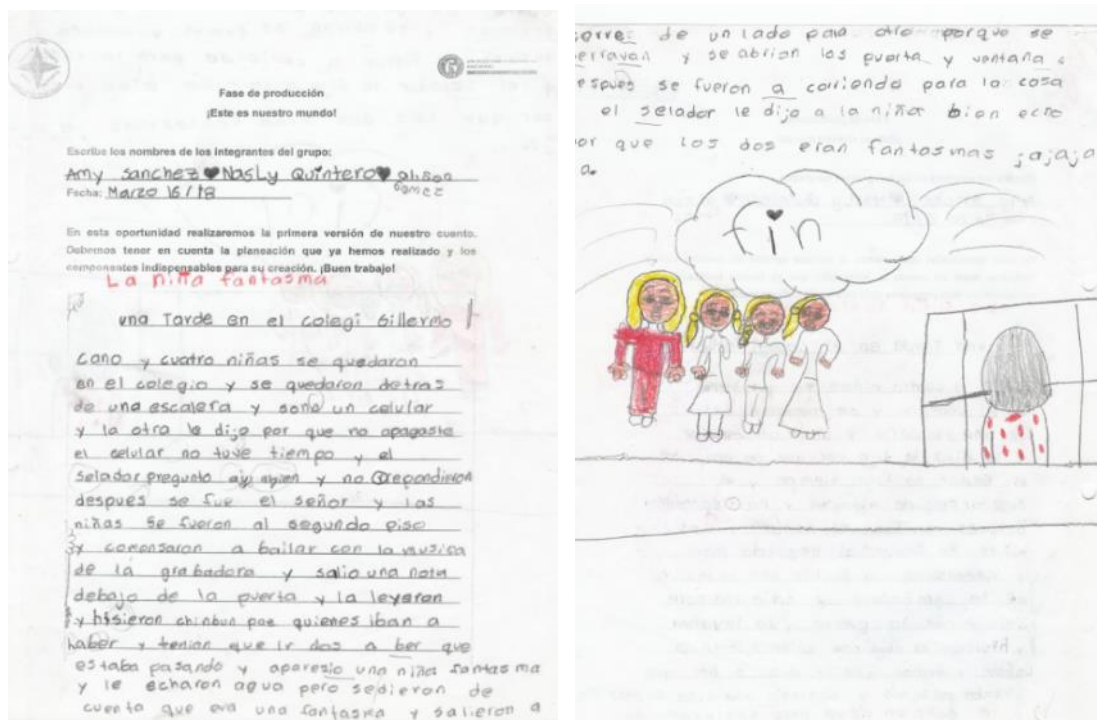 Fase de producción
¡Este es nuestro mundo!
Escribe los nombres de los integrantes del grupo:
Amy Sanchez Nasly Quintero alison
Gomez
Fecha: Marzo 16/18
En esta oportunidad realizaremos la primera versión de nuestro cuento.
Debemos tener en cuenta la planeación que ya hemos realizado y los
componentes indispensables para su creación. ¡Buen trabajo!
La niña fantasma
una Tarde en el colegi Gillermo
cano y cuatro niñas se quedaron
en el colegio y se quedaron detras
de una escalera y sono un celular
y la otra le dijo por que no apagaste
el celular no tuve tiempo y el
selador pregunto alguien y no repondieron
después se fue el señor y las
niñas se fueron al segundo piso
y comensaron a bailar con la musica
de la grabadora y salio una nota
debajo de la puerta y la leyeron
y hisieron chinbun pae quienes iban a
haber y tenian que ir dos a ber que
estaba pasando y aparesio una niña fantasma
y le echaron agua pero sedieron de
cuenta que era una fantasma y salieron a
correr de un lado para otro porque se
serravan y se abrian las puerta y ventana
espues se fueron a corriendo para la cosa
el selador le dijo a la niña bien echo
por que los dos eran fantasmas jajaja
a.
fin